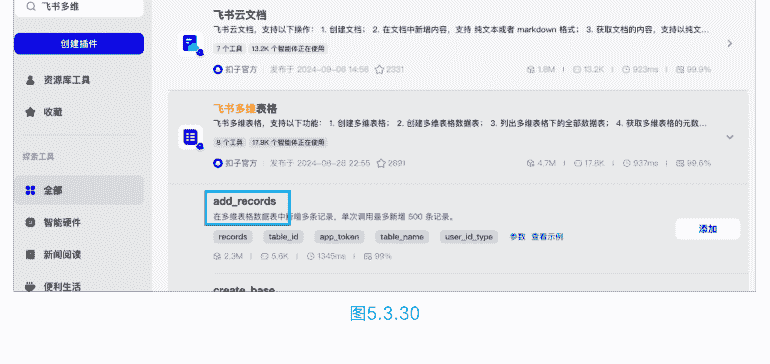 飞书多维
创建插件
资源库工具
收藏
探索工具
全部
智能硬件
新闻阅读
便利生活
飞书云文档
飞书云文档，支持以下操作： 1. 创建文档； 2. 在文档中新增内容，支持 纯文本或者 markdown 格式； 3. 获取文档的内容，支持以纯文...
7 个工具 13.2K 个智能体正在使用
扣子官方 发布于 2024-09-06 14:56 2331 1.8M 13.2K 923ms 99.9%
飞书多维表格
飞书多维表格，支持以下功能： 1. 创建多维表格； 2. 创建多维表格数据表； 3. 列出多维表格下的全部数据表； 4. 获取多维表格的元数...
8 个工具 17.8K 个智能体正在使用
扣子官方 发布于 2024-08-28 22:55 2891 4.7M 17.8K 937ms 99.6%
add_records
在多维表格数据表中新增多条记录，单次调用最多新增 500 条记录。
records table_id app_token table_name user_id_type 参数 查看示例
添加
2.3M 5.6K 1345ms 99%
create_base
图5.3.30